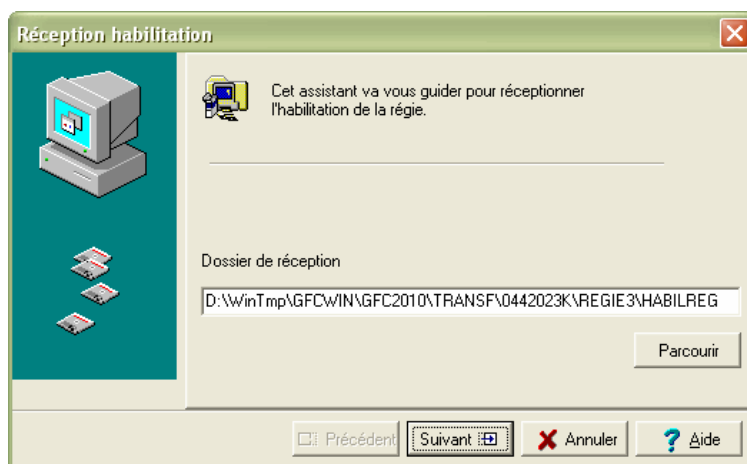 Réception habilitation
Cet assistant va vous guider pour réceptionner
l'habilitation de la régie.
Dossier de réception
D:\WinTmp\GFCWIN\GFC2010\TRANSF\0442023K\REGIE3\HABILREG
Parcourir
Précédent
Suivant
Annuler
Aide